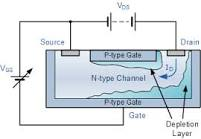 VDS
Source
Drain
P-type Gate
VGS
N-type Channel
ID
P-type Gate
Gate
Depletion
Layer